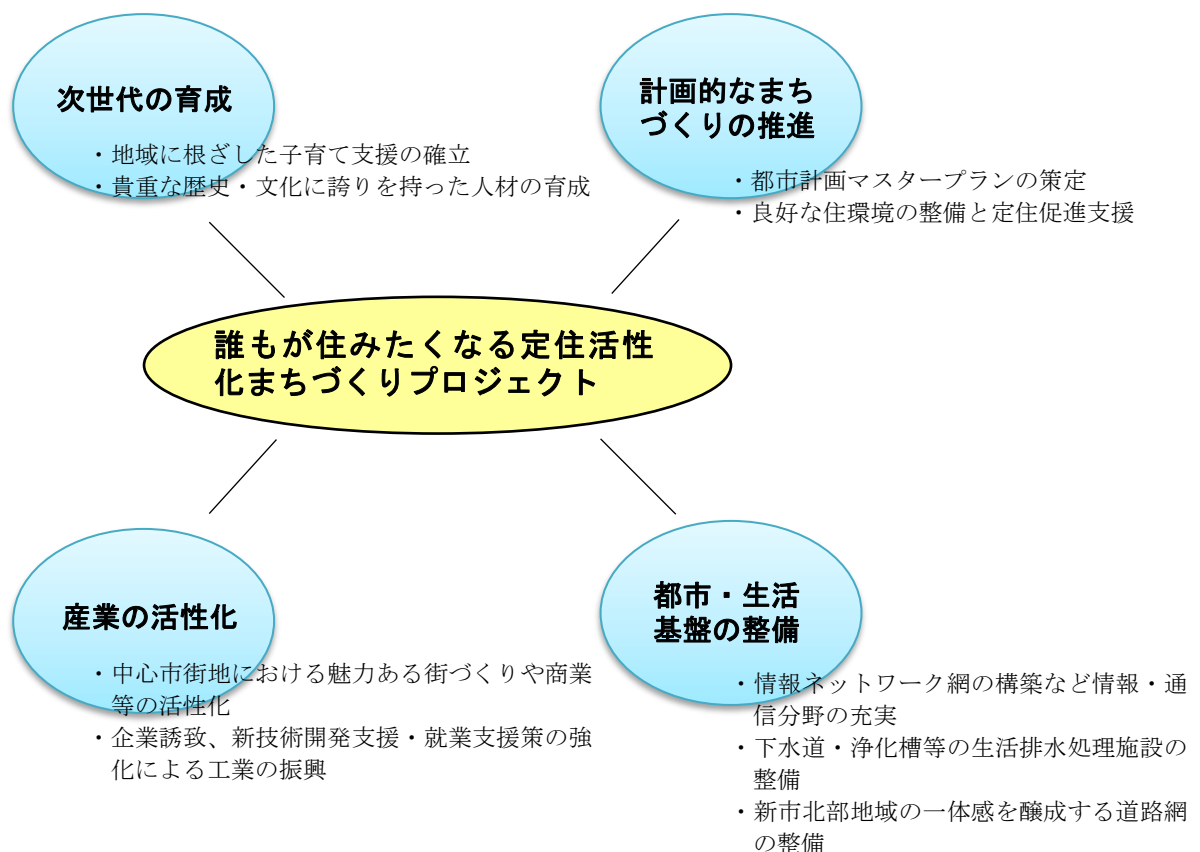 次世代の育成
・地域に根ざした子育て支援の確立
・貴重な歴史・文化に誇りを持った人材の育成
計画的なまち
づくりの推進
・都市計画マスタープランの策定
・良好な住環境の整備と定住促進支援
誰もが住みたくなる定住活性
化まちづくりプロジェクト
産業の活性化
・中心市街地における魅力ある街づくりや商業
等の活性化
・企業誘致、新技術開発支援・就業支援策の強
化による工業の振興
都市・生活
基盤の整備
・情報ネットワーク網の構築など情報・通
信分野の充実
・下水道・浄化槽等の生活排水処理施設の
整備
・新市北部地域の一体感を醸成する道路網
の整備